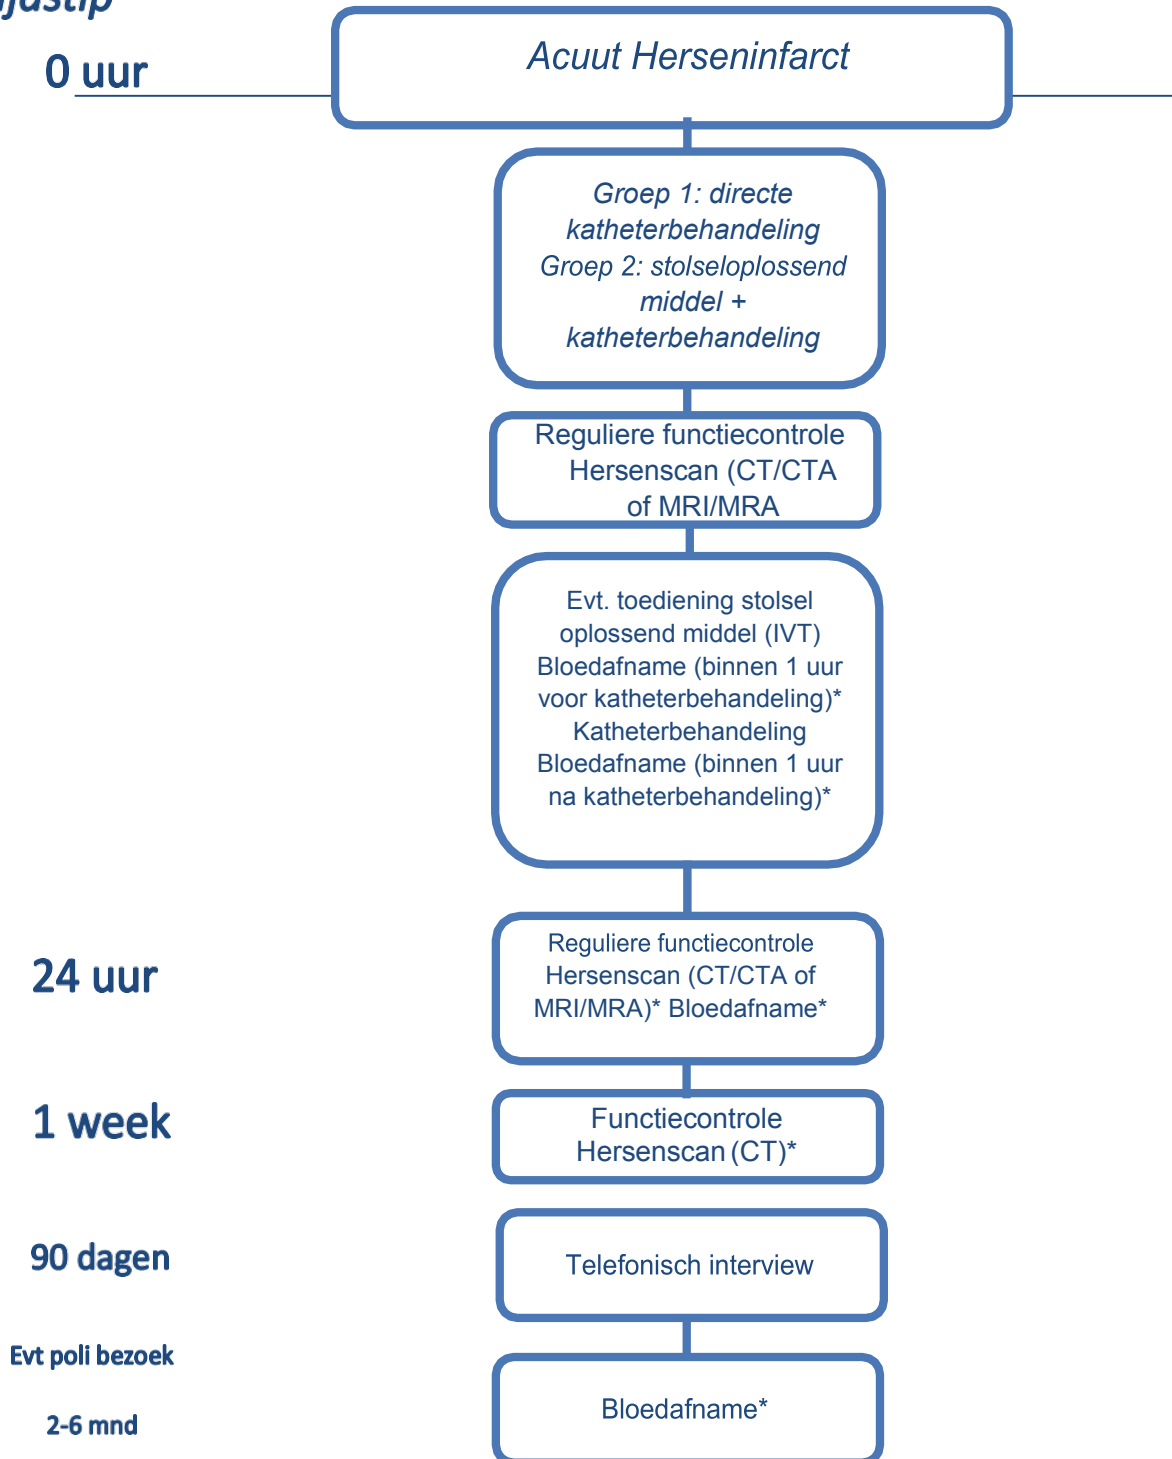 0 uur
Acuut Herseninfarct
Groep 1: directe
katheterbehandeling
Groep 2: stolseloplossend
middel +
katheterbehandeling
Reguliere functiecontrole
Hersenscan (CT/CTA
of MRI/MRA
Evt. toediening stolsel
oplossend middel (IVT)
Bloedafname (binnen 1 uur
voor katheterbehandeling)*
Katheterbehandeling
Bloedafname (binnen 1 uur
na katheterbehandeling)*
24 uur
Reguliere functiecontrole
Hersenscan (CT/CTA of
MRI/MRA)* Bloedafname*
1 week
Functiecontrole
Hersenscan (CT)*
90 dagen
Telefonisch interview
Evt poli bezoek
2-6 mnd
Bloedafname*